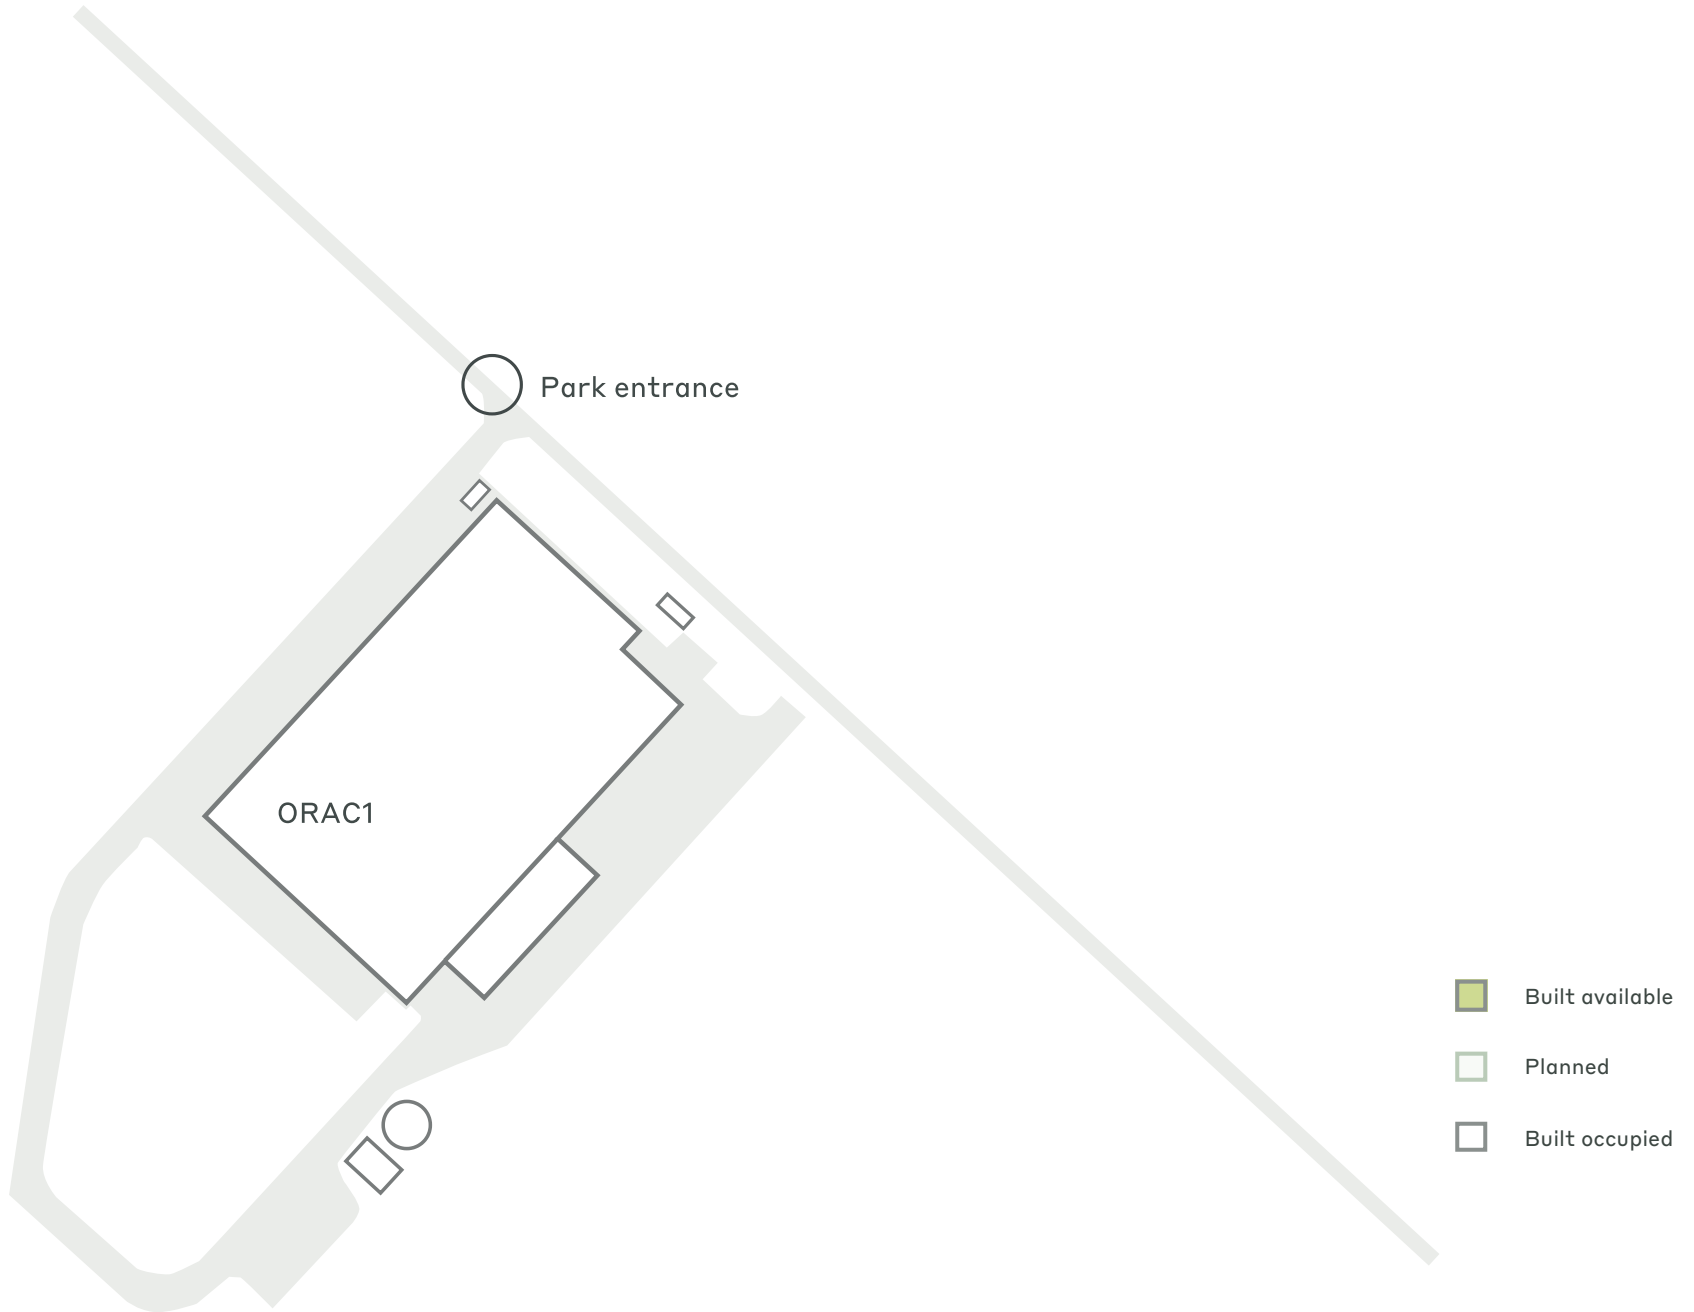 Park entrance
ORAC1
Built available
Planned
Built occupied